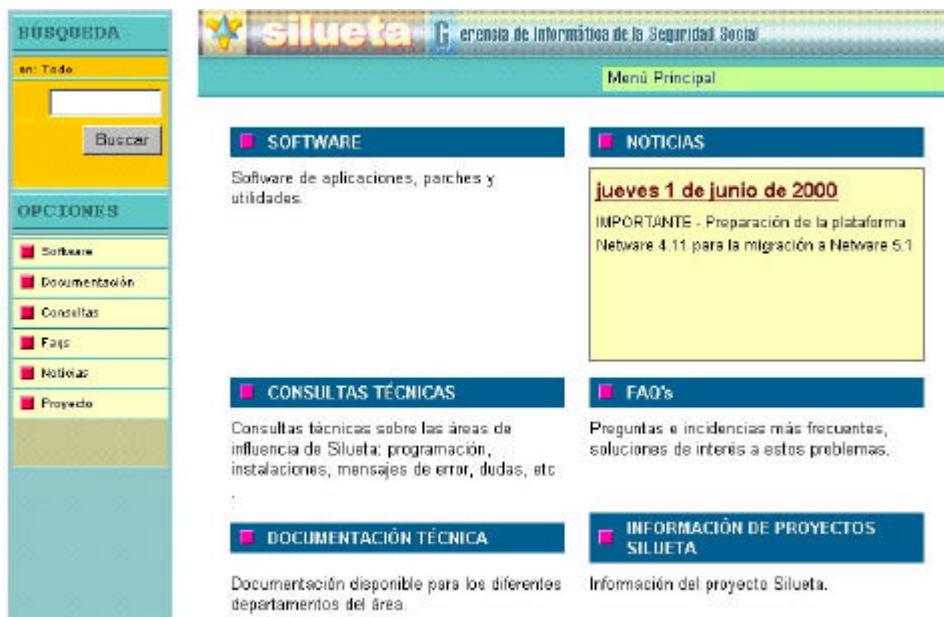 BÚSQUEDA
en: Todo
Buscar
OPCIONES
Software
Documentación
Consultas
Faqs
Noticias
Proyecto
silueta Gerensia de Informática de la Seguridad Social
Menú Principal
SOFTWARE
Software de aplicaciones, parches y
utilidades.
NOTICIAS
jueves 1 de junio de 2000
IMPORTANTE - Preparación de la plataforma
Netware 4.11 para la migración a Netware 5.1
CONSULTAS TÉCNICAS
Consultas técnicas sobre las áreas de
influencia de Silueta: programación,
instalaciones, mensajes de error, dudas, etc
.
FAQ's
Preguntas e incidencias más frecuentes,
soluciones de interés a estos problemas.
DOCUMENTACIÓN TÉCNICA
Documentación disponible para los diferentes
departamentos del área.
INFORMACIÓN DE PROYECTOS
SILUETA
Información del proyecto Silueta.